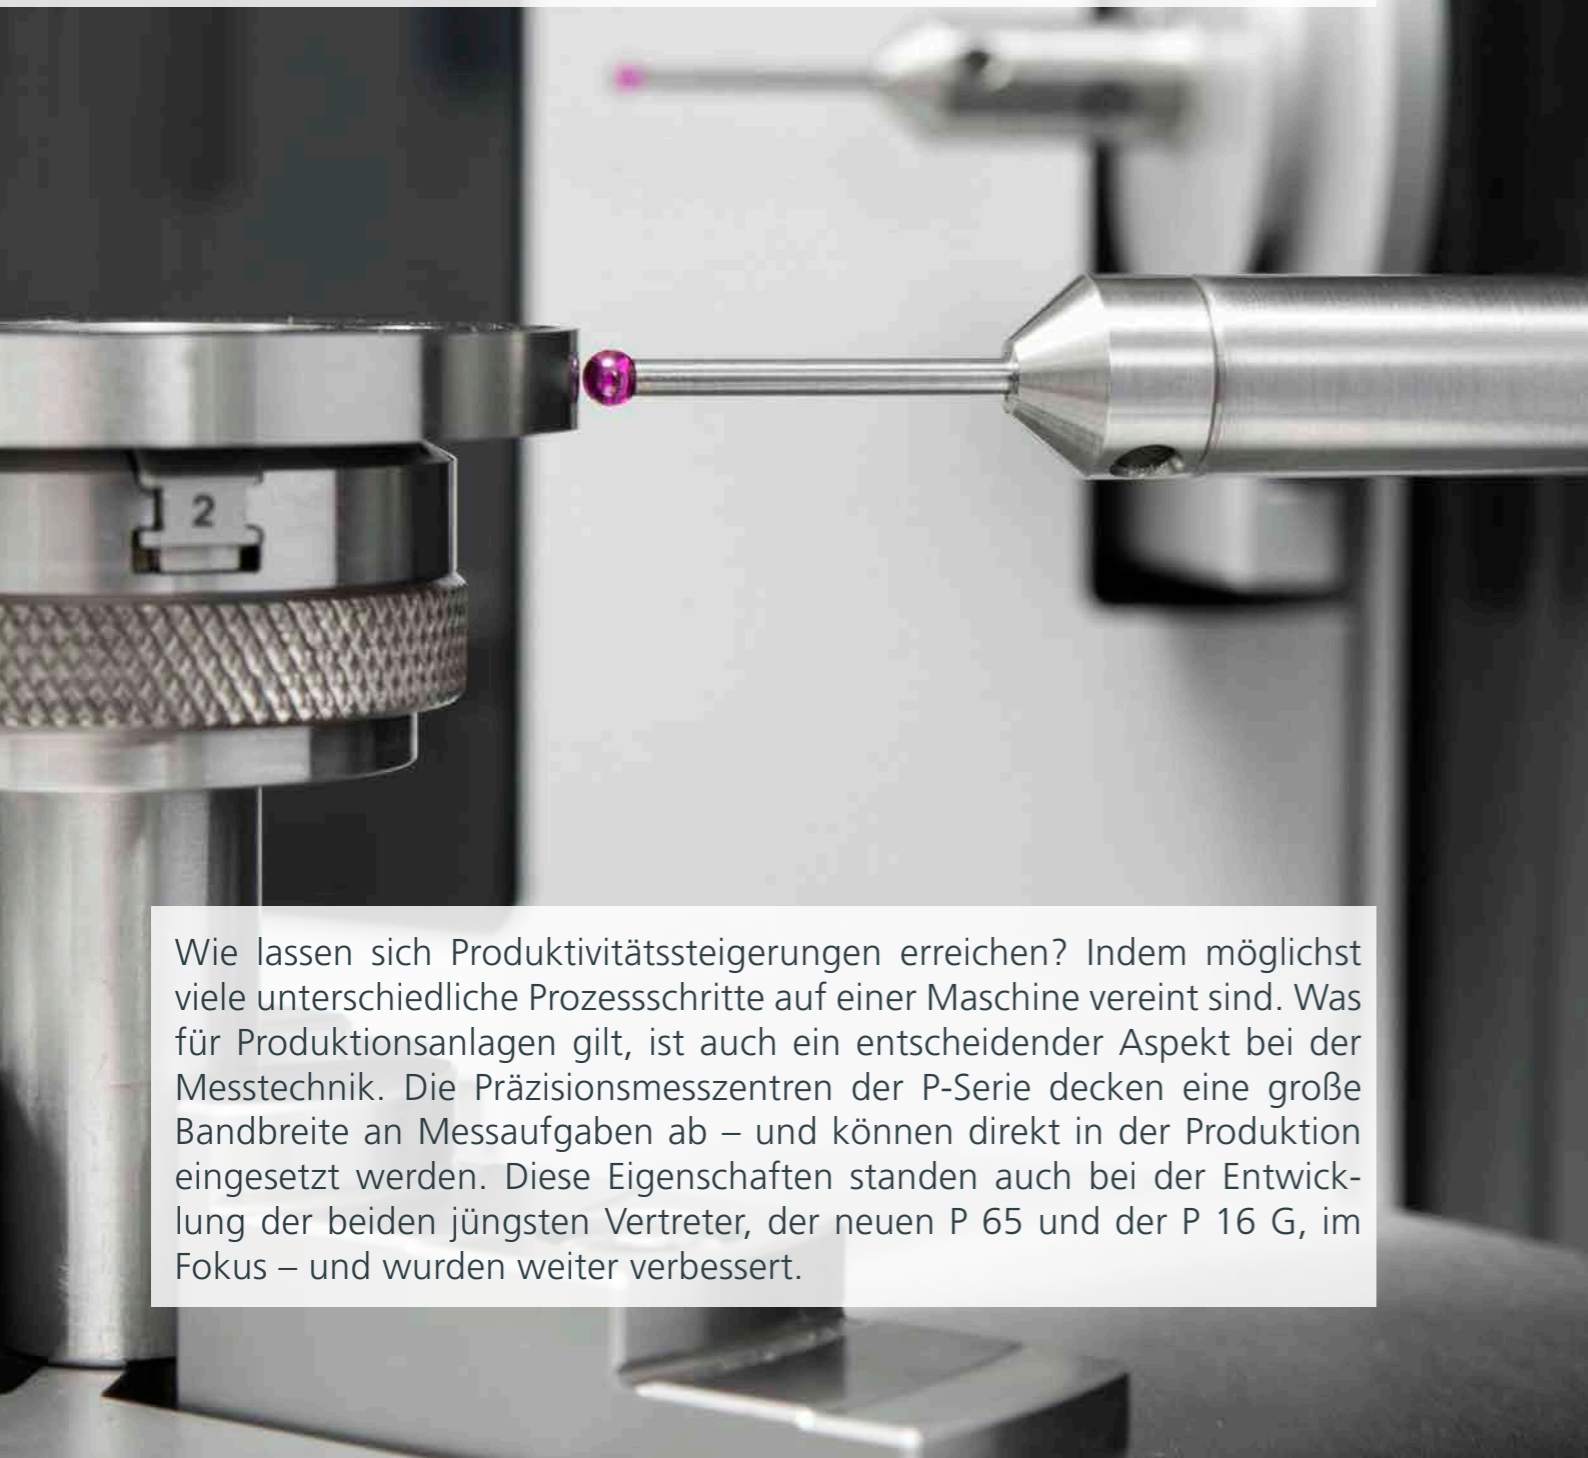 2
Wie lassen sich Produktivitätssteigerungen erreichen? Indem möglichst
viele unterschiedliche Prozessschritte auf einer Maschine vereint sind. Was
für Produktionsanlagen gilt, ist auch ein entscheidender Aspekt bei der
Messtechnik. Die Präzisionsmesszentren der P-Serie decken eine große
Bandbreite an Messaufgaben ab – und können direkt in der Produktion
eingesetzt werden. Diese Eigenschaften standen auch bei der Entwick-
lung der beiden jüngsten Vertreter, der neuen P 65 und der P 16 G, im
Fokus – und wurden weiter verbessert.